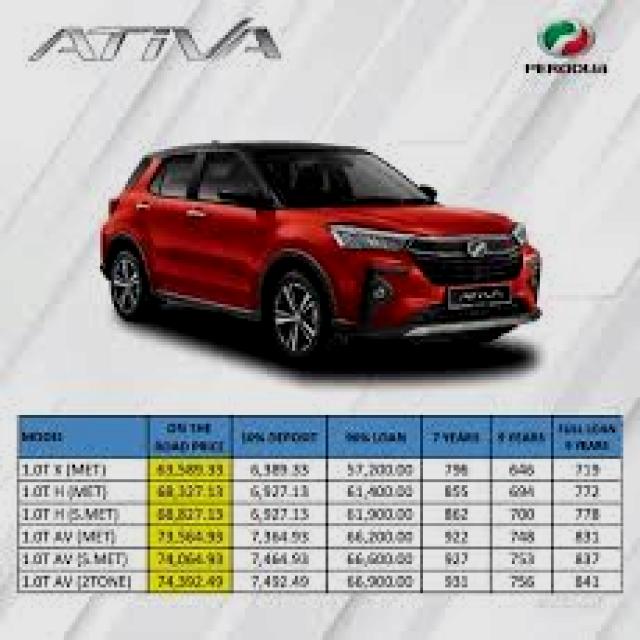 ATIVA
PERODUA
ATIVA
MODEL ON THE ROAD PRICE 10% DEPOSIT 90% LOAN 7 YEARS 9 YEARS FULL LOAN 9 YEARS
1.0T X (MET) 63,589.33 6,389.33 57,200.00 796 646 719
1.0T H (MET) 68,327.13 6,927.13 61,400.00 855 694 772
1.0T H (S.MET) 68,827.13 6,927.13 61,900.00 862 700 778
1.0T AV (MET) 73,564.93 7,364.93 66,200.00 922 748 831
1.0T AV (S.MET) 74,064.93 7,464.93 66,600.00 927 753 837
1.0T AV (2TONE) 74,392.49 7,492.49 66,900.00 931 756 841